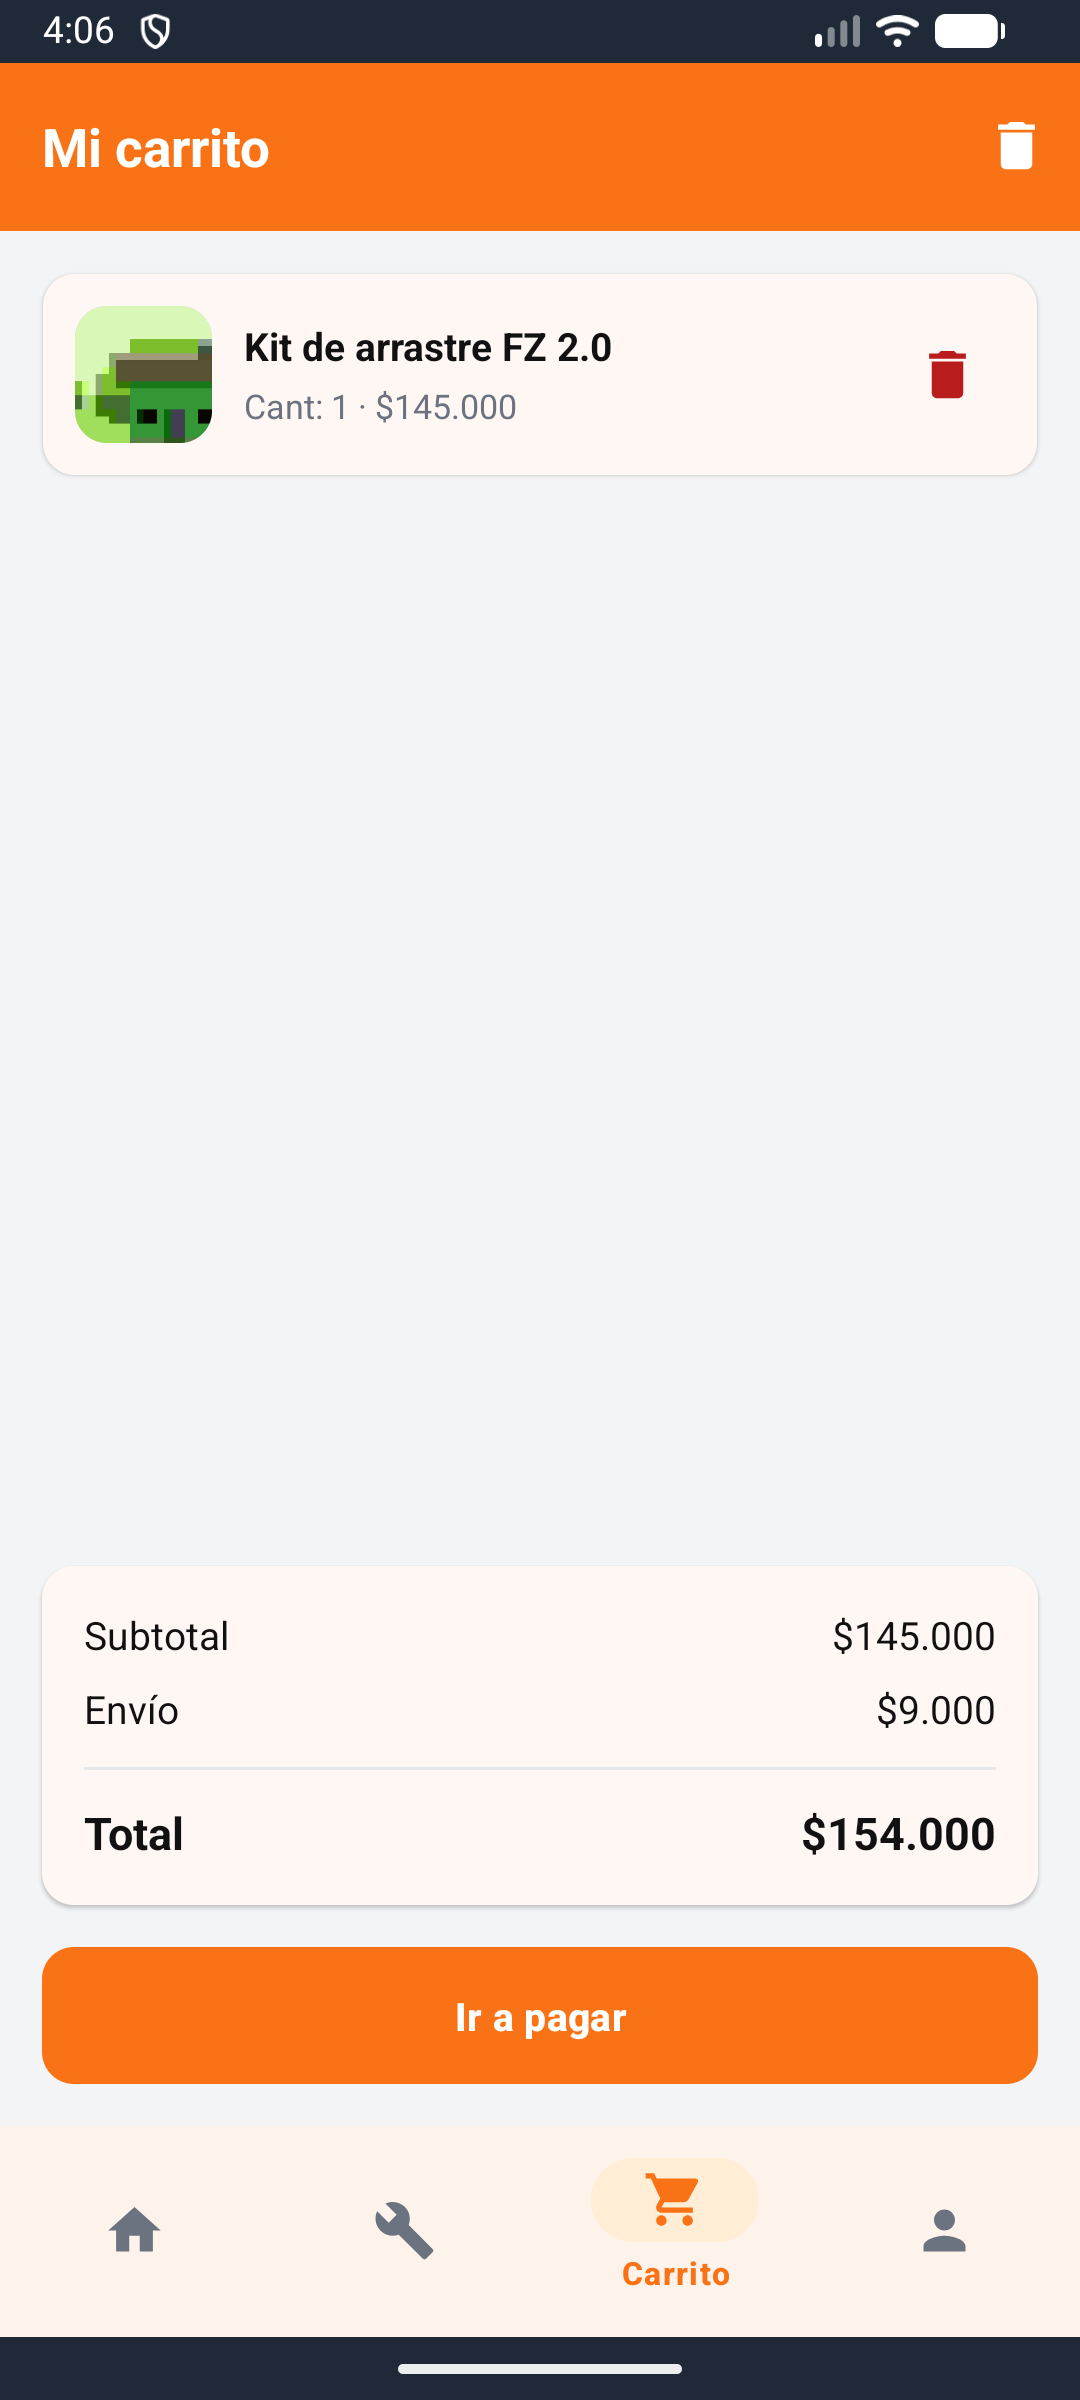 4:06
Mi carrito
Kit de arrastre FZ 2.0
Cant: 1 · $145.000
Subtotal $145.000
Envío $9.000
Total $154.000
Ir a pagar
Carrito